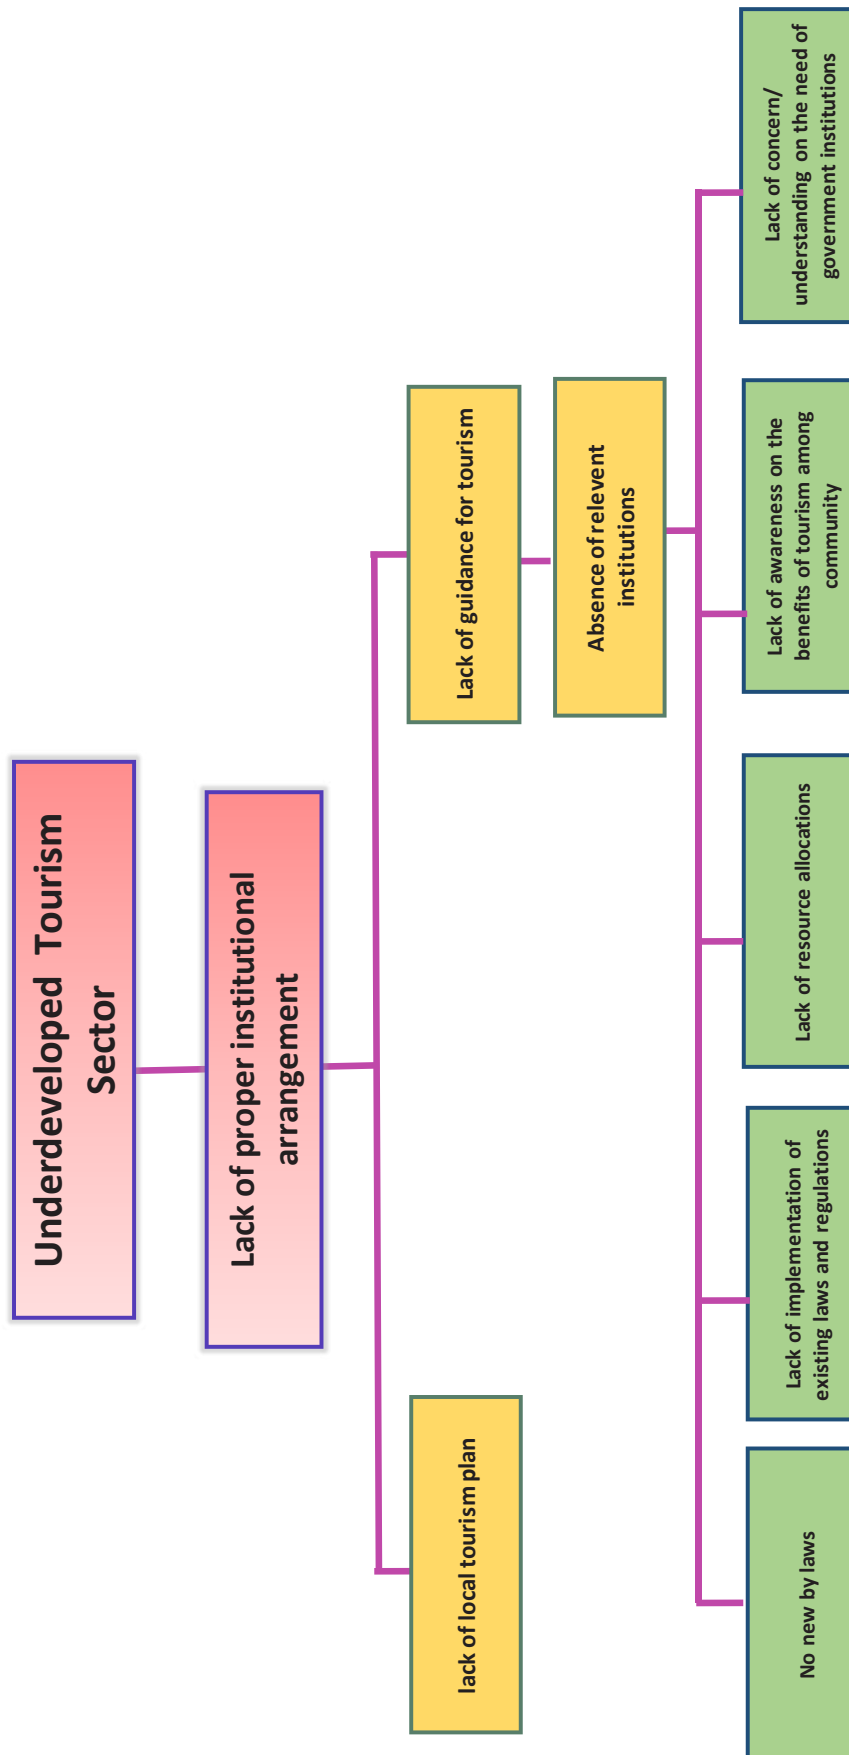 Underdeveloped Tourism
Sector
Lack of proper institutional
arrangement
lack of local tourism plan
Lack of guidance for tourism
Absence of relevent
institutions
No new by laws
Lack of implementation of
existing laws and regulations
Lack of resource allocations
Lack of awareness on the
benefits of tourism among
community
Lack of concern/
understanding on the need of
government institutions